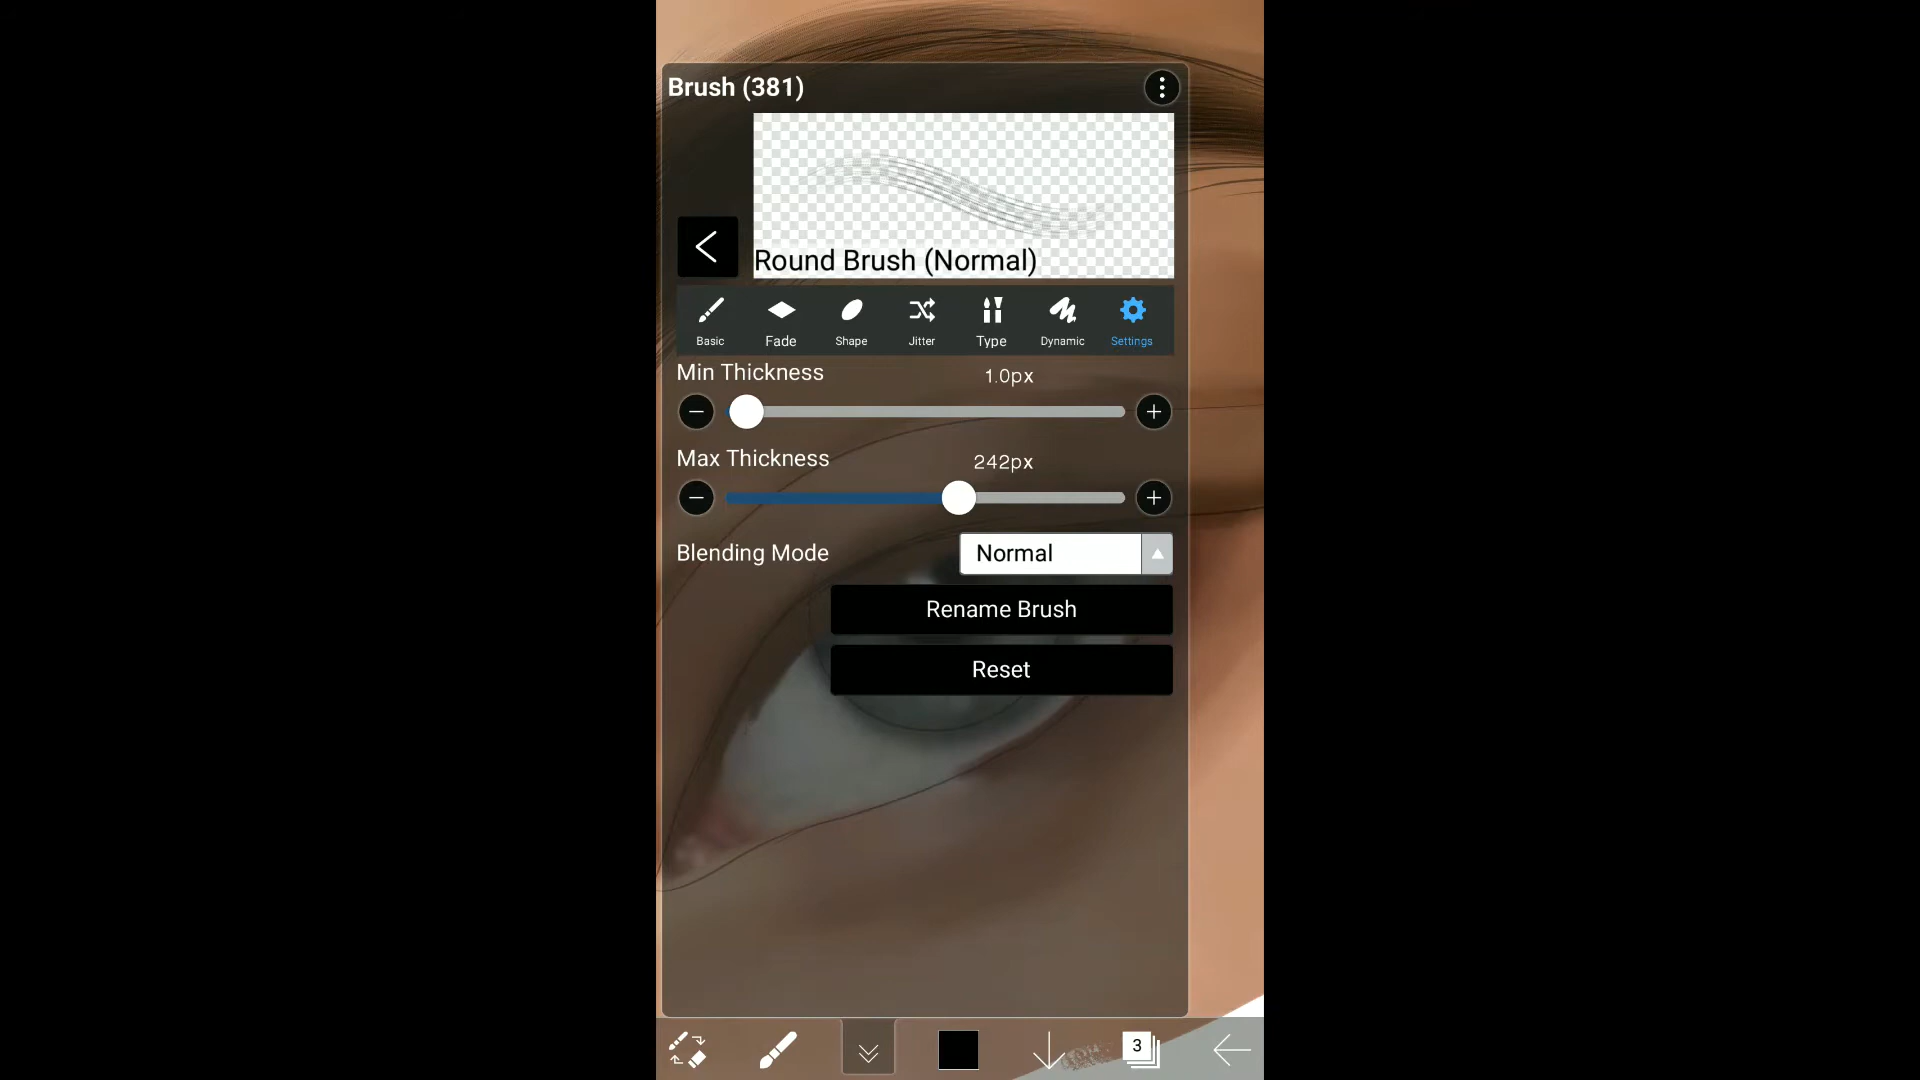 Brush (381)
Round Brush (Normal)
Basic Fade Shape Jitter Type Dynamic Settings
Min Thickness 1.0px
Max Thickness 242px
Blending Mode Normal
Rename Brush
Reset
3